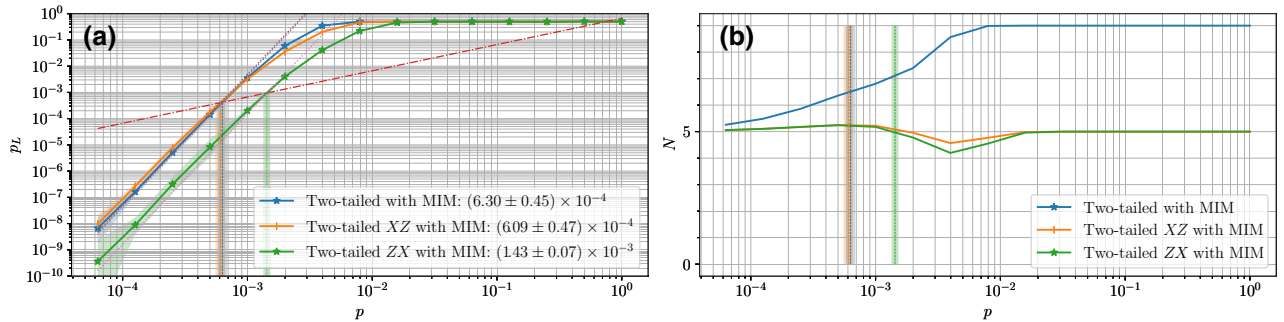 (a)
10^0
10^{-1}
10^{-2}
10^{-3}
10^{-4}
10^{-5}
10^{-6}
10^{-7}
10^{-8}
10^{-9}
10^{-10}
p_L
Two-tailed with MIM: (6.30 ± 0.45) × 10^{-4}
Two-tailed XZ with MIM: (6.09 ± 0.47) × 10^{-4}
Two-tailed ZX with MIM: (1.43 ± 0.07) × 10^{-3}
10^{-4} 10^{-3} 10^{-2} 10^{-1} 10^0
p
(b)
5
0
N
Two-tailed with MIM
Two-tailed XZ with MIM
Two-tailed ZX with MIM
10^{-4} 10^{-3} 10^{-2} 10^{-1} 10^0
p